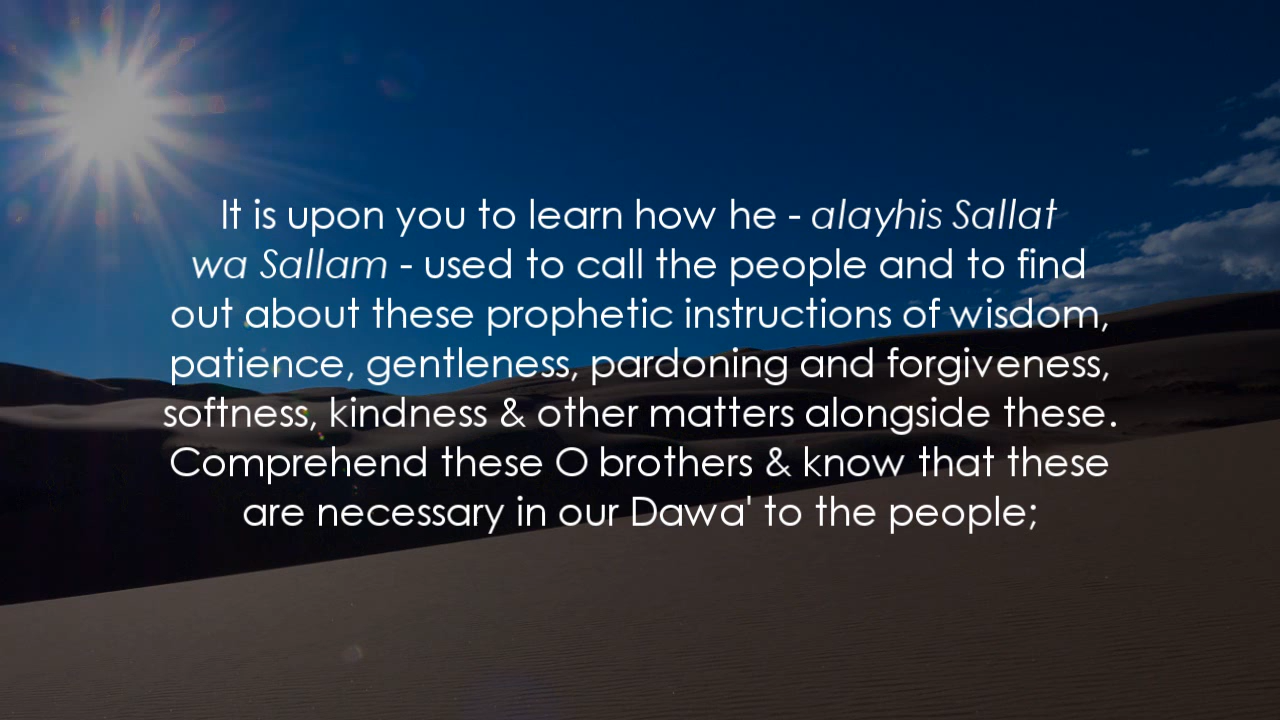 It is upon you to learn how he - alayhis Sallat
wa Sallam - used to call the people and to find
out about these prophetic instructions of wisdom,
patience, gentleness, pardoning and forgiveness,
softness, kindness & other matters alongside these.
Comprehend these O brothers & know that these
are necessary in our Dawa' to the people;